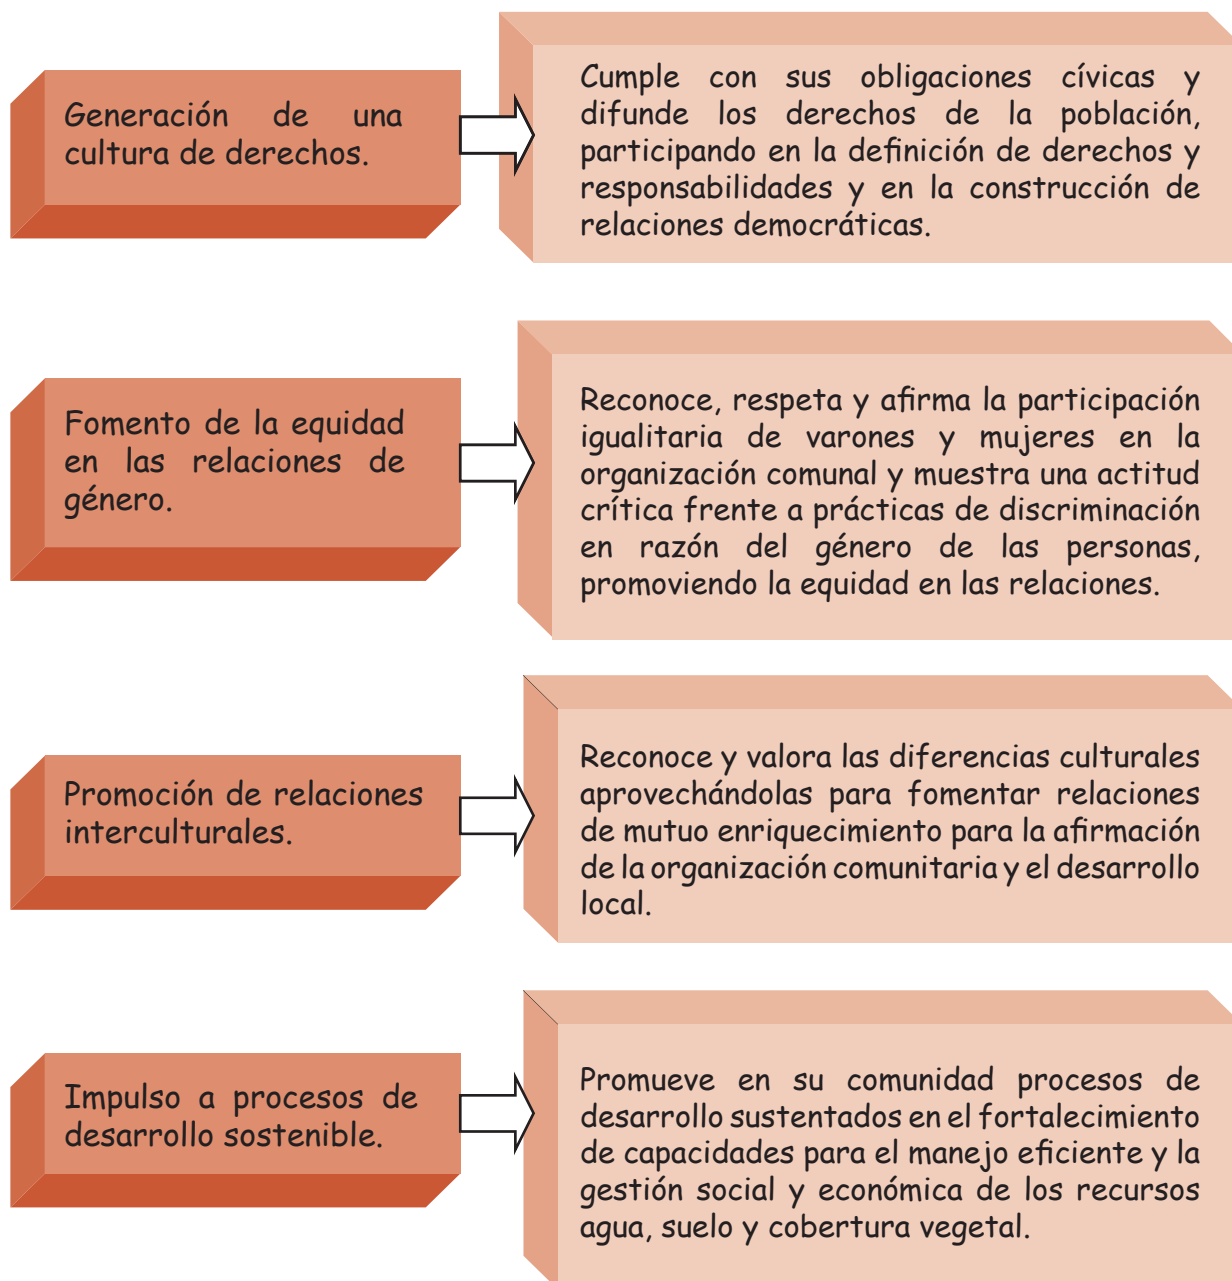 Generación de una
cultura de derechos.
Cumple con sus obligaciones cívicas y
difunde los derechos de la población,
participando en la definición de derechos y
responsabilidades y en la construcción de
relaciones democráticas.
Fomento de la equidad
en las relaciones de
género.
Reconoce, respeta y afirma la participación
igualitaria de varones y mujeres en la
organización comunal y muestra una actitud
crítica frente a prácticas de discriminación
en razón del género de las personas,
promoviendo la equidad en las relaciones.
Promoción de relaciones
interculturales.
Reconoce y valora las diferencias culturales
aprovechándolas para fomentar relaciones
de mutuo enriquecimiento para la afirmación
de la organización comunitaria y el desarrollo
local.
Impulso a procesos de
desarrollo sostenible.
Promueve en su comunidad procesos de
desarrollo sustentados en el fortalecimiento
de capacidades para el manejo eficiente y la
gestión social y económica de los recursos
agua, suelo y cobertura vegetal.